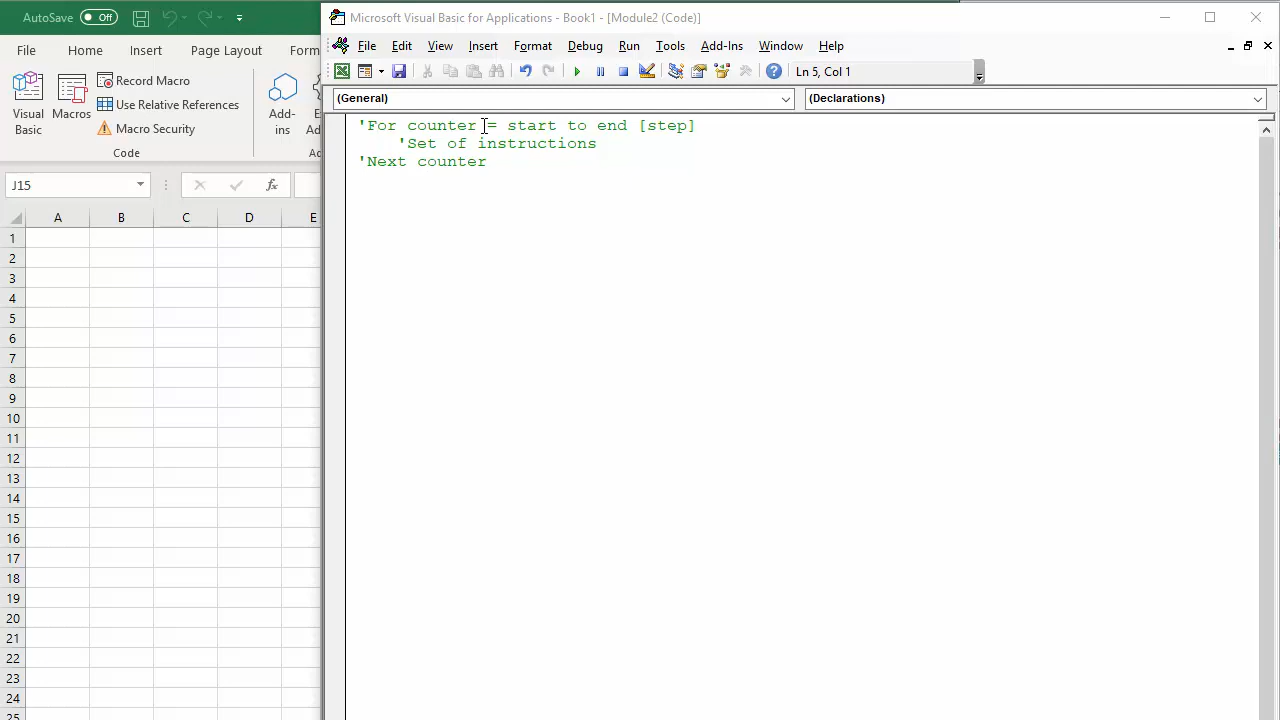 AutoSave Off
Microsoft Visual Basic for Applications - Book1 - [Module2 (Code)]
File Home Insert Page Layout Form
File Edit View Insert Format Debug Run Tools Add-Ins Window Help
Visual Basic
Macros
Record Macro
Use Relative References
Macro Security
Add-ins
Code
Ln 5, Col 1
(General)
(Declarations)
'For counter = start to end [step]
'Set of instructions
'Next counter
J15
fx
A B C D E
1
2
3
4
5
6
7
8
9
10
11
12
13
14
15
16
17
18
19
20
21
22
23
24
25